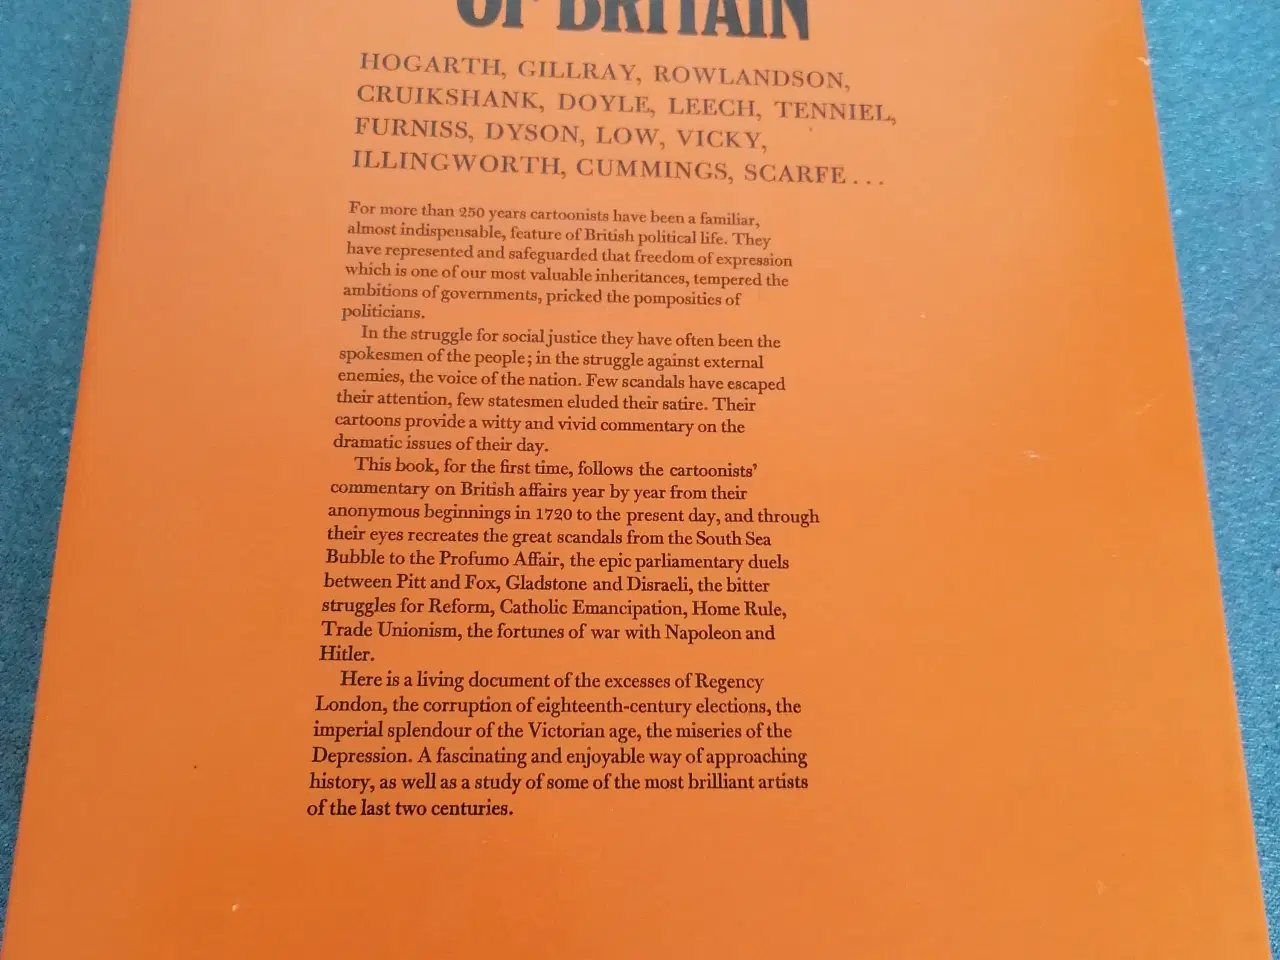 OF BRITAIN
HOGARTH, GILLRAY, ROWLANDSON,
CRUIKSHANK, DOYLE, LEECH, TENNIEL,
FURNISS, DYSON, LOW, VICKY,
ILLINGWORTH, CUMMINGS, SCARFE...
For more than 250 years cartoonists have been a familiar,
almost indispensable, feature of British political life. They
have represented and safeguarded that freedom of expression
which is one of our most valuable inheritances, tempered the
ambitions of governments, pricked the pomposities of
politicians.
In the struggle for social justice they have often been the
spokesmen of the people; in the struggle against external
enemies, the voice of the nation. Few scandals have escaped
their attention, few statesmen eluded their satire. Their
cartoons provide a witty and vivid commentary on the
dramatic issues of their day.
This book, for the first time, follows the cartoonists'
commentary on British affairs year by year from their
anonymous beginnings in 1720 to the present day, and through
their eyes recreates the great scandals from the South Sea
Bubble to the Profumo Affair, the epic parliamentary duels
between Pitt and Fox, Gladstone and Disraeli, the bitter
struggles for Reform, Catholic Emancipation, Home Rule,
Trade Unionism, the fortunes of war with Napoleon and
Hitler.
Here is a living document of the excesses of Regency
London, the corruption of eighteenth-century elections, the
imperial splendour of the Victorian age, the miseries of the
Depression. A fascinating and enjoyable way of approaching
history, as well as a study of some of the most brilliant artists
of the last two centuries.